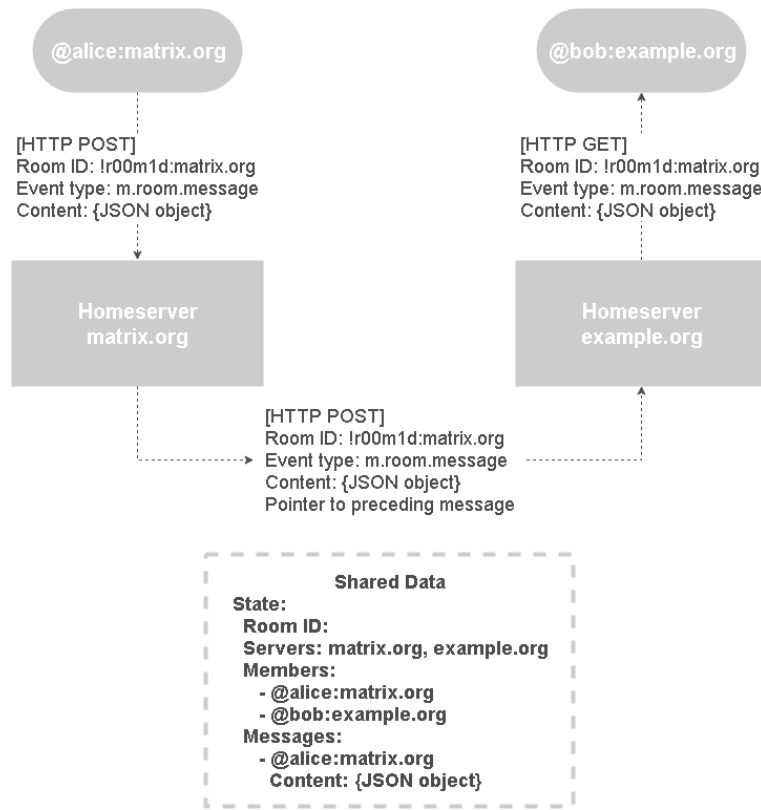 @alice:matrix.org
@bob:example.org
[HTTP POST]
Room ID: !r00m1d:matrix.org
Event type: m.room.message
Content: {JSON object}
[HTTP GET]
Room ID: !r00m1d:matrix.org
Event type: m.room.message
Content: {JSON object}
Homeserver
matrix.org
Homeserver
example.org
[HTTP POST]
Room ID: !r00m1d:matrix.org
Event type: m.room.message
Content: {JSON object}
Pointer to preceding message
Shared Data
State:
Room ID:
Servers: matrix.org, example.org
Members:
- @alice:matrix.org
- @bob:example.org
Messages:
- @alice:matrix.org
Content: {JSON object}